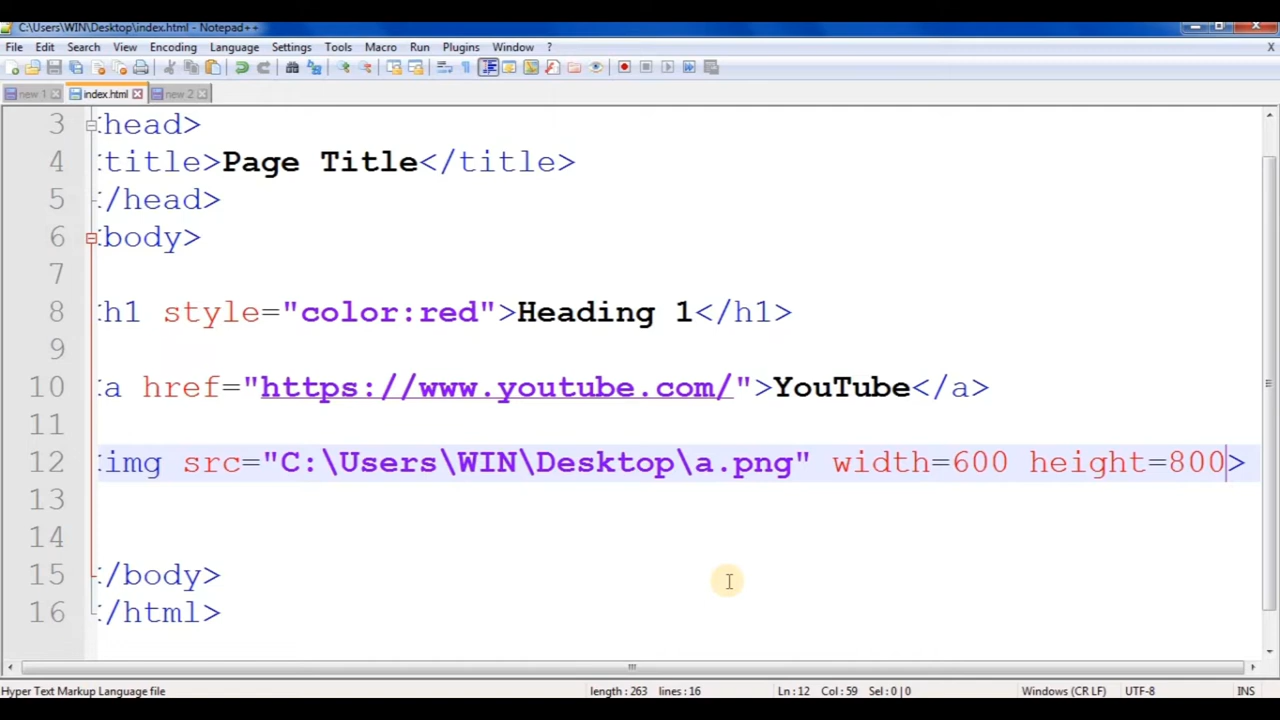 C:\Users\WIN\Desktop\index.html - Notepad++
File Edit Search View Encoding Language Settings Tools Macro Run Plugins Window ? X
new 1 index.html new 2
3 <head>
4 <title>Page Title</title>
5 </head>
6 <body>
7
8 <h1 style="color:red">Heading 1</h1>
9
10 <a href="https://www.youtube.com/">YouTube</a>
11
12 <img src="C:\Users\WIN\Desktop\a.png" width=600 height=800>
13
14
15 </body>
16 </html>
Hyper Text Markup Language file length : 263 lines : 16 Ln : 12 Col : 59 Sel : 0 | 0 Windows (CR LF) UTF-8 INS